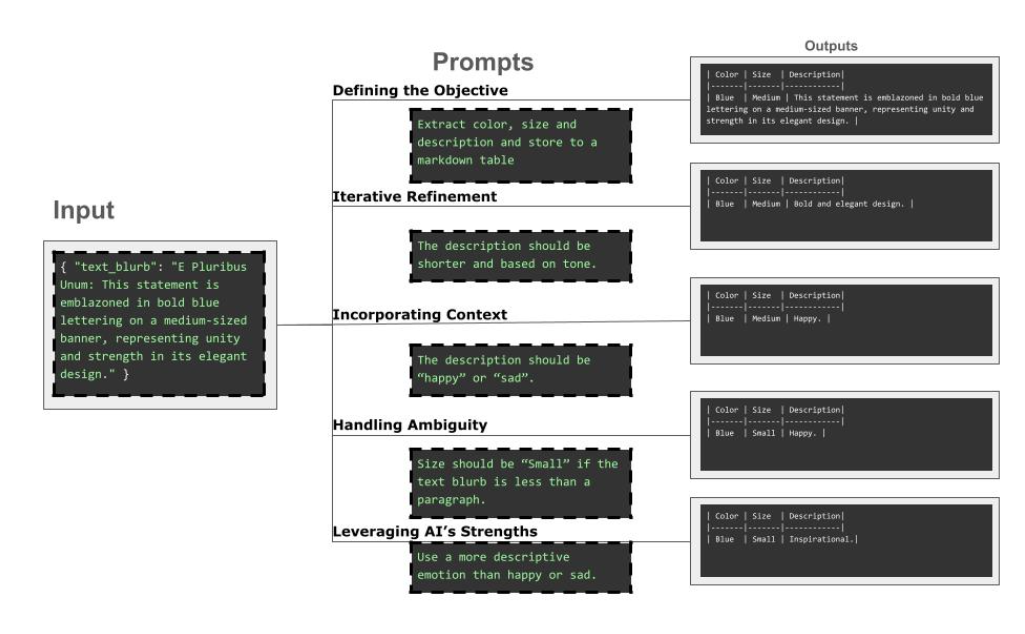 Outputs
Prompts
Input
{ "text_blurb": "E Pluribus
Unum: This statement is
emblazoned in bold blue
lettering on a medium-sized
banner, representing unity
and strength in its elegant
design." }
Defining the Objective
Extract color, size and
description and store to a
markdown table
| Color | Size  | Description|
|-------|-------|------------|
| Blue  | Medium | This statement is emblazoned in bold blue
lettering on a medium-sized banner, representing unity and
strength in its elegant design. |
Iterative Refinement
The description should be
shorter and based on tone.
| Color | Size  | Description|
|-------|-------|------------|
| Blue  | Medium | Bold and elegant design. |
Incorporating Context
The description should be
“happy” or “sad”.
| Color | Size  | Description|
|-------|-------|------------|
| Blue  | Medium | Happy. |
Handling Ambiguity
Size should be “Small” if the
text blurb is less than a
paragraph.
| Color | Size  | Description|
|-------|-------|------------|
| Blue  | Small | Happy. |
Leveraging AI’s Strengths
Use a more descriptive
emotion than happy or sad.
| Color | Size  | Description|
|-------|-------|------------|
| Blue  | Small | Inspirational.|